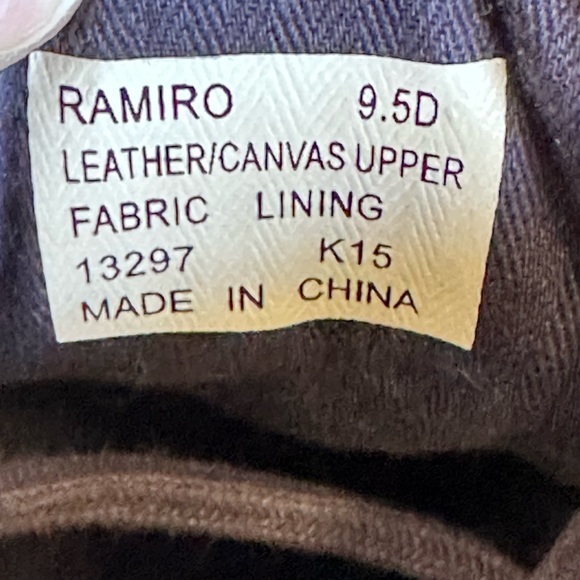 RAMIRO 9.5D
LEATHER/CANVAS UPPER
FABRIC LINING
13297 K15
MADE IN CHINA